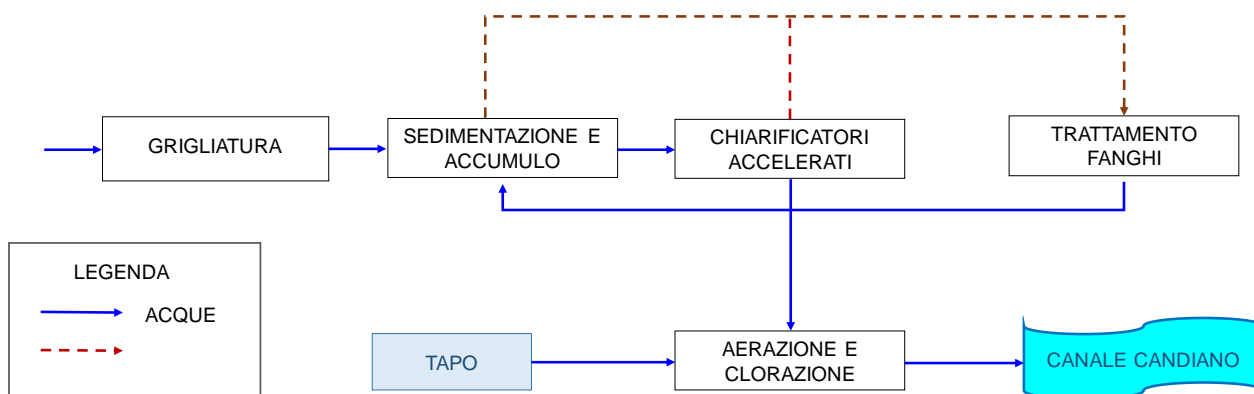 GRIGLIATURA
SEDIMENTAZIONE E
ACCUMULO
CHIARIFICATORI
ACCELERATI
TRATTAMENTO
FANGHI
LEGENDA
ACQUE
TAPO
AERAZIONE E
CLORAZIONE
CANALE CANDIANO